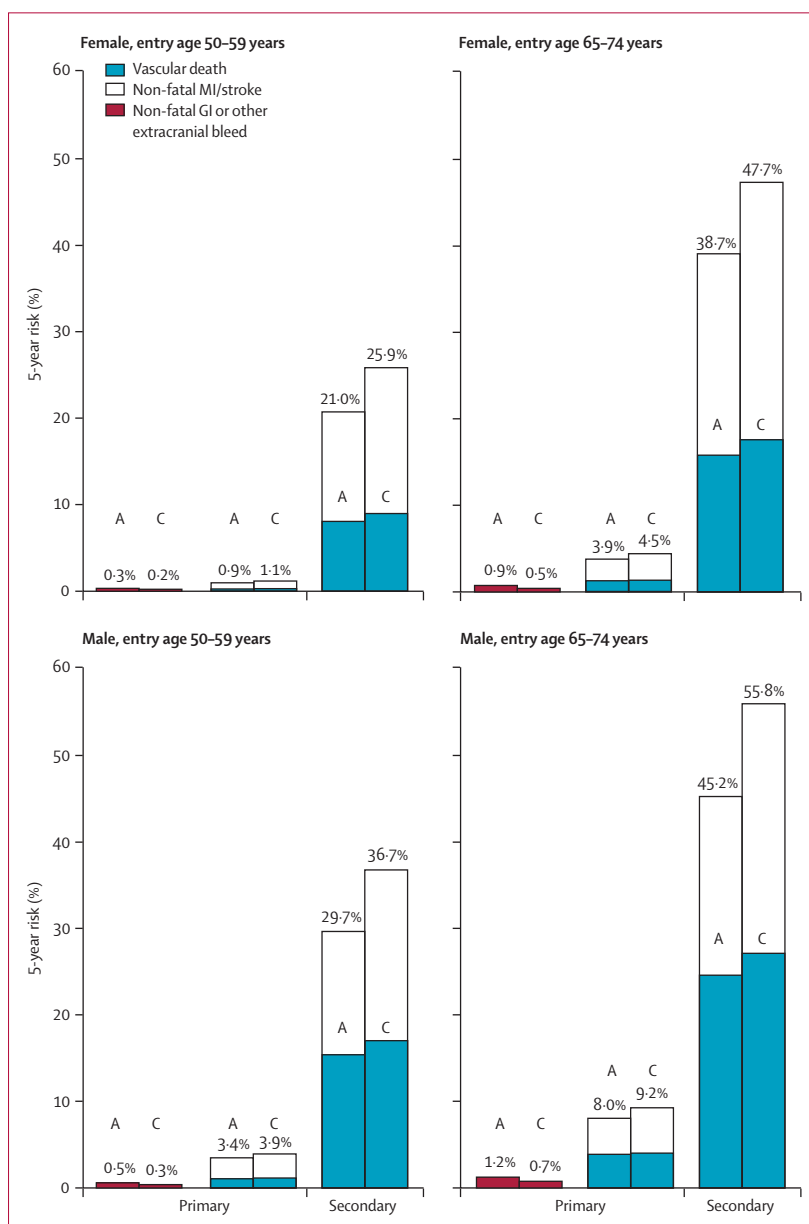 Female, entry age 50–59 years
Female, entry age 65–74 years
Vascular death
Non-fatal MI/stroke
Non-fatal GI or other
extracranial bleed
60
50
40
30
20
10
0
5-year risk (%)
A
C
0·3%
0·2%
A
C
0·9%
1·1%
21·0%
25·9%
A
C
A
C
0·9%
0·5%
A
C
3·9%
4·5%
38·7%
47·7%
A
C
Male, entry age 50–59 years
Male, entry age 65–74 years
60
50
40
30
20
10
0
5-year risk (%)
A
C
0·5%
0·3%
A
C
3·4%
3·9%
29·7%
36·7%
A
C
A
C
1·2%
0·7%
A
C
8·0%
9·2%
45·2%
55·8%
A
C
Primary
Secondary
Primary
Secondary